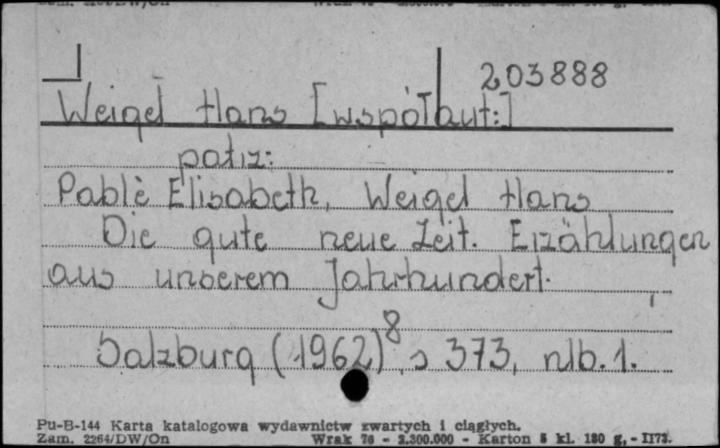 203888
Weigel Hans [współaut:]
patrz:
Pablè Elisabeth, Weigel Hans
Die gute neue Zeit. Erzählungen
aus unserem Jahrhundert.
Salzburg (1962)⁸, s 373, nlb. 1.
Pu-B-144 Karta katalogowa wydawnictw zwartych i ciągłych.
Zam. 2264/DW/On Wrak 76 - 2.300.000 - Karton 5 kl. 180 g, - II73.